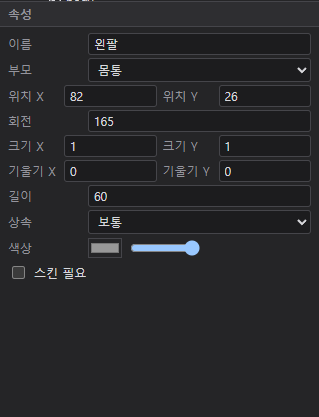 속성
이름 왼팔
부모 몸통
위치 X 82 위치 Y 26
회전 165
크기 X 1 크기 Y 1
기울기 X 0 기울기 Y 0
길이 60
상속 보통
색상
스킨 필요